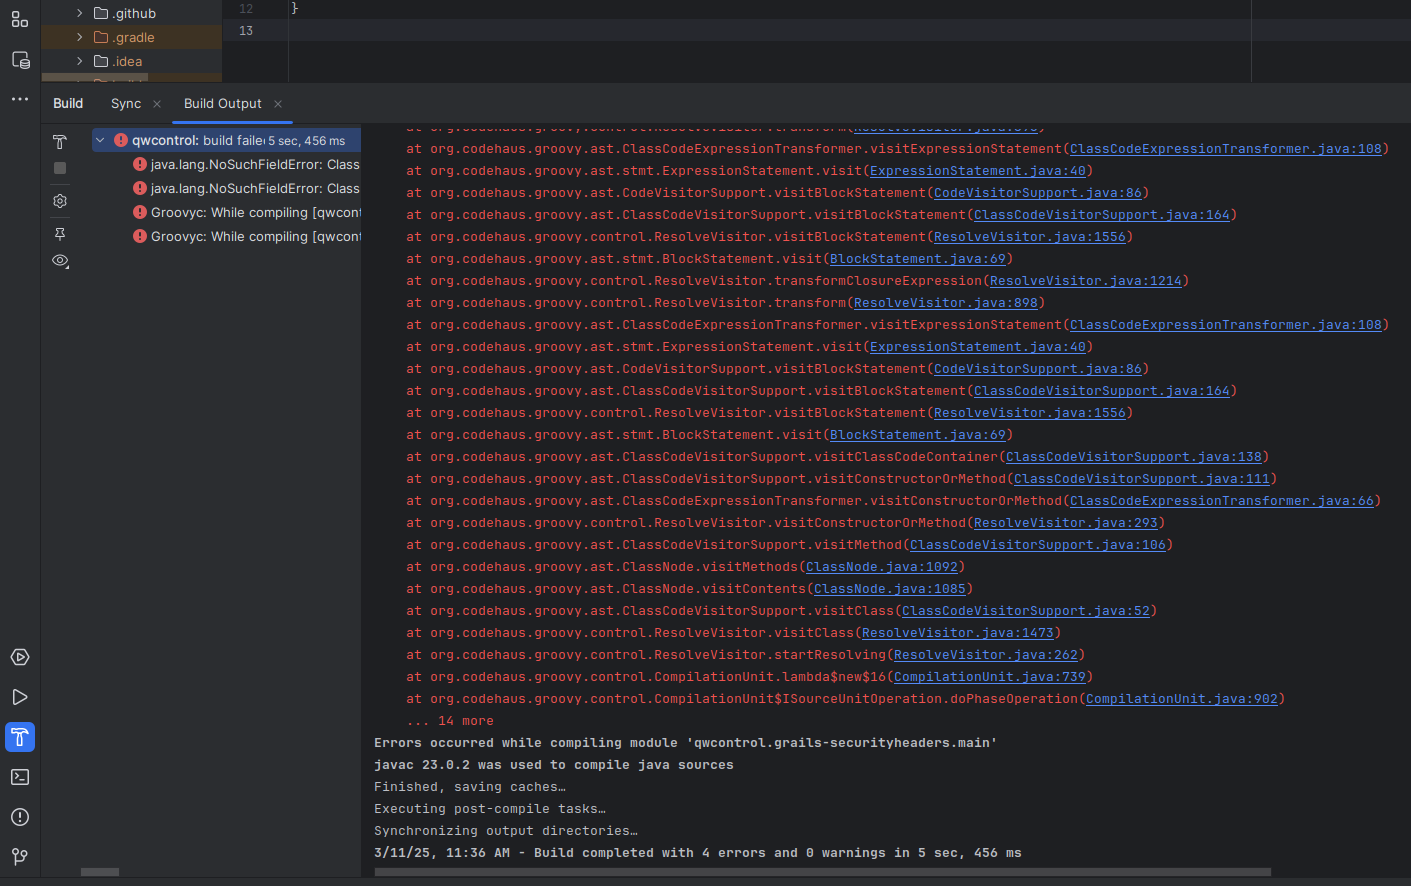 .github
.gradle
.idea
12 }
13
Build Sync × Build Output ×
qwcontrol: build faile 5 sec, 456 ms
java.lang.NoSuchFieldError: Class
java.lang.NoSuchFieldError: Class
Groovyc: While compiling [qwcont
Groovyc: While compiling [qwcont
at org.codehaus.groovy.control.ResolveVisitor.transform(ResolveVisitor.java:898)
at org.codehaus.groovy.ast.ClassCodeExpressionTransformer.visitExpressionStatement(ClassCodeExpressionTransformer.java:108)
at org.codehaus.groovy.ast.stmt.ExpressionStatement.visit(ExpressionStatement.java:40)
at org.codehaus.groovy.ast.CodeVisitorSupport.visitBlockStatement(CodeVisitorSupport.java:86)
at org.codehaus.groovy.ast.ClassCodeVisitorSupport.visitBlockStatement(ClassCodeVisitorSupport.java:164)
at org.codehaus.groovy.control.ResolveVisitor.visitBlockStatement(ResolveVisitor.java:1556)
at org.codehaus.groovy.ast.stmt.BlockStatement.visit(BlockStatement.java:69)
at org.codehaus.groovy.control.ResolveVisitor.transformClosureExpression(ResolveVisitor.java:1214)
at org.codehaus.groovy.control.ResolveVisitor.transform(ResolveVisitor.java:898)
at org.codehaus.groovy.ast.ClassCodeExpressionTransformer.visitExpressionStatement(ClassCodeExpressionTransformer.java:108)
at org.codehaus.groovy.ast.stmt.ExpressionStatement.visit(ExpressionStatement.java:40)
at org.codehaus.groovy.ast.CodeVisitorSupport.visitBlockStatement(CodeVisitorSupport.java:86)
at org.codehaus.groovy.ast.ClassCodeVisitorSupport.visitBlockStatement(ClassCodeVisitorSupport.java:164)
at org.codehaus.groovy.control.ResolveVisitor.visitBlockStatement(ResolveVisitor.java:1556)
at org.codehaus.groovy.ast.stmt.BlockStatement.visit(BlockStatement.java:69)
at org.codehaus.groovy.ast.ClassCodeVisitorSupport.visitClassCodeContainer(ClassCodeVisitorSupport.java:138)
at org.codehaus.groovy.ast.ClassCodeVisitorSupport.visitConstructorOrMethod(ClassCodeVisitorSupport.java:111)
at org.codehaus.groovy.ast.ClassCodeExpressionTransformer.visitConstructorOrMethod(ClassCodeExpressionTransformer.java:66)
at org.codehaus.groovy.control.ResolveVisitor.visitConstructorOrMethod(ResolveVisitor.java:293)
at org.codehaus.groovy.ast.ClassCodeVisitorSupport.visitMethod(ClassCodeVisitorSupport.java:106)
at org.codehaus.groovy.ast.ClassNode.visitMethods(ClassNode.java:1092)
at org.codehaus.groovy.ast.ClassNode.visitContents(ClassNode.java:1085)
at org.codehaus.groovy.ast.ClassCodeVisitorSupport.visitClass(ClassCodeVisitorSupport.java:52)
at org.codehaus.groovy.control.ResolveVisitor.visitClass(ResolveVisitor.java:1473)
at org.codehaus.groovy.control.ResolveVisitor.startResolving(ResolveVisitor.java:262)
at org.codehaus.groovy.control.CompilationUnit.lambda$new$16(CompilationUnit.java:739)
at org.codehaus.groovy.control.CompilationUnit$ISourceUnitOperation.doPhaseOperation(CompilationUnit.java:902)
... 14 more
Errors occurred while compiling module 'qwcontrol.grails-securityheaders.main'
javac 23.0.2 was used to compile java sources
Finished, saving caches…
Executing post-compile tasks…
Synchronizing output directories…
3/11/25, 11:36 AM - Build completed with 4 errors and 0 warnings in 5 sec, 456 ms